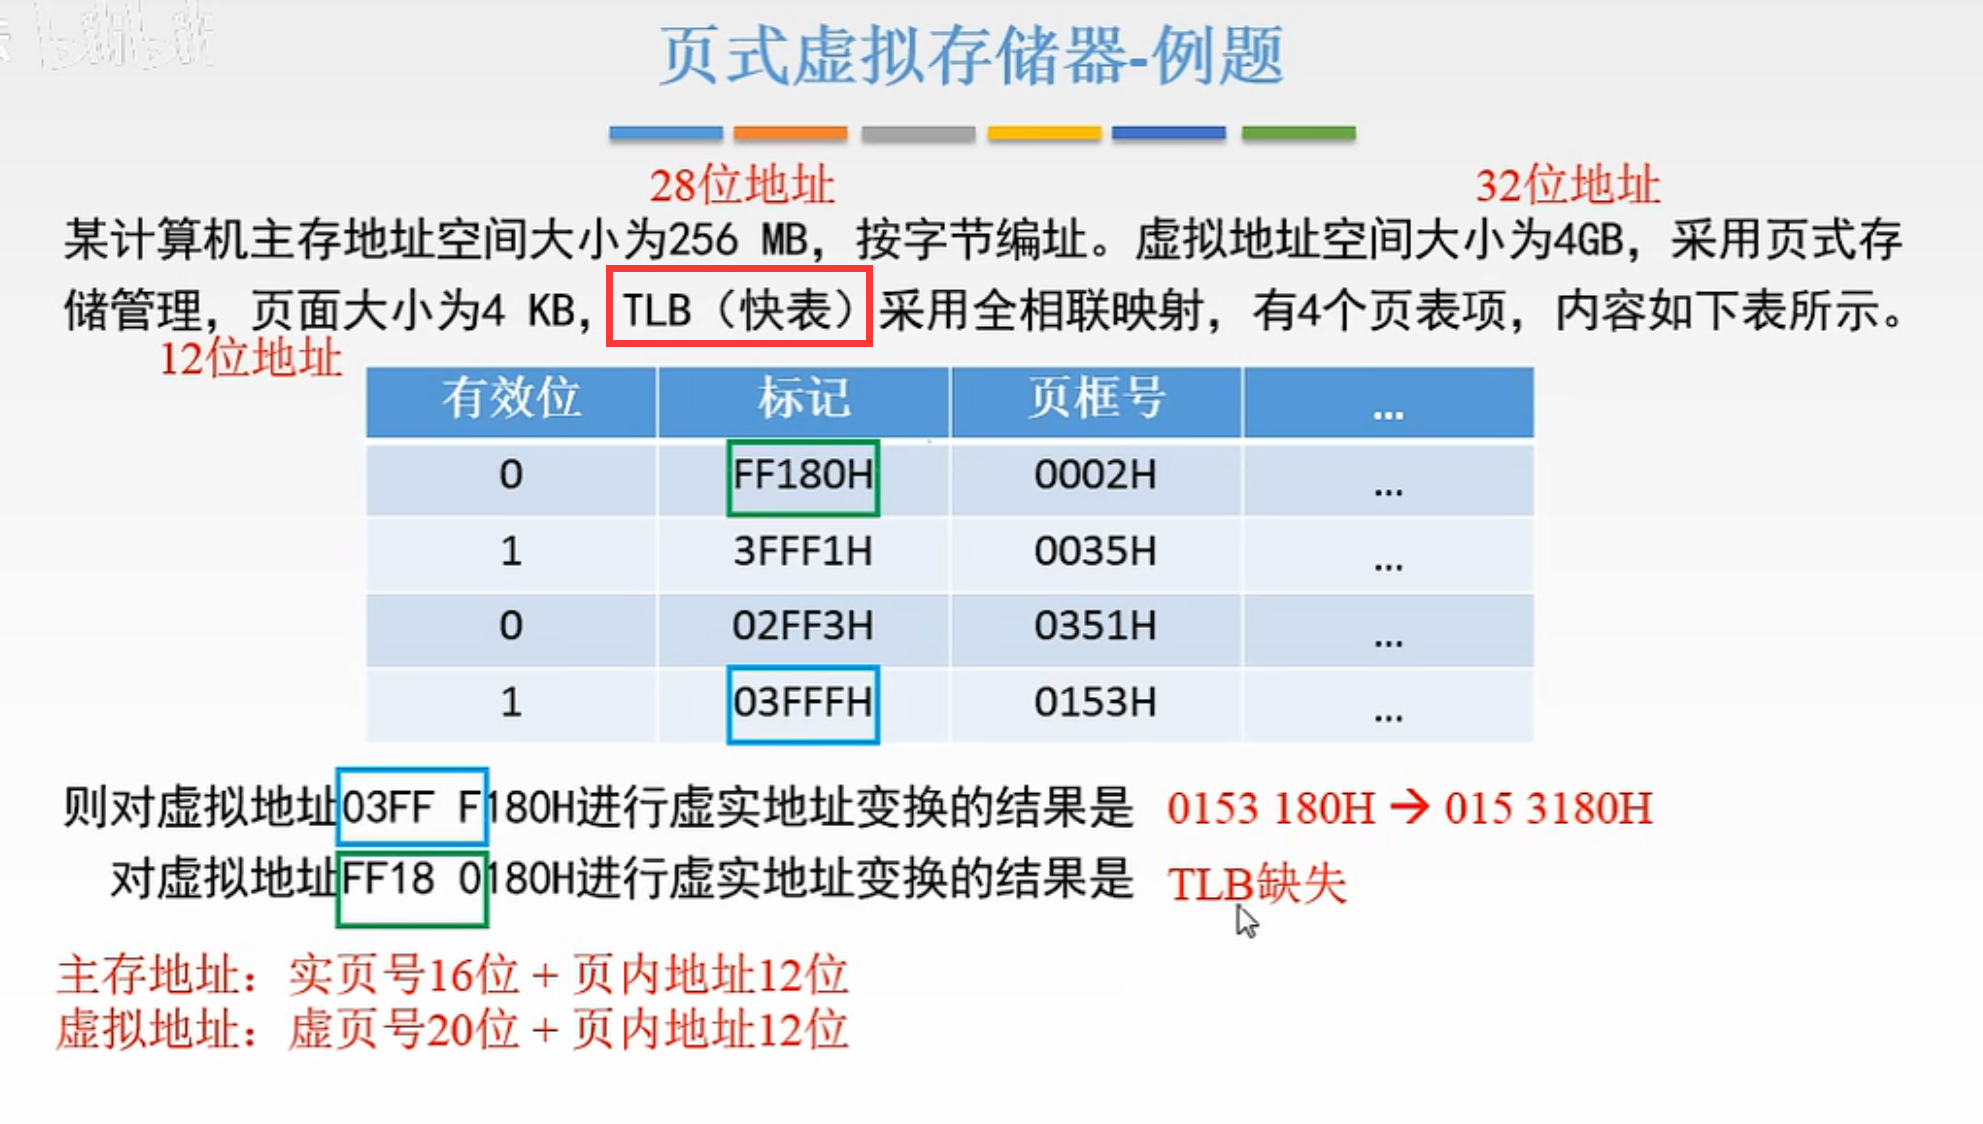 页式虚拟存储器-例题
28位地址 32位地址
某计算机主存地址空间大小为256 MB，按字节编址。虚拟地址空间大小为4GB，采用页式存
储管理，页面大小为4 KB，TLB（快表）采用全相联映射，有4个页表项，内容如下表所示。
12位地址
有效位 标记 页框号 ...
0 FF180H 0002H ...
1 3FFF1H 0035H ...
0 02FF3H 0351H ...
1 03FFFH 0153H ...
则对虚拟地址03FF F180H进行虚实地址变换的结果是 0153 180H → 015 3180H
对虚拟地址FF18 0180H进行虚实地址变换的结果是 TLB缺失
主存地址：实页号16位 + 页内地址12位
虚拟地址：虚页号20位 + 页内地址12位